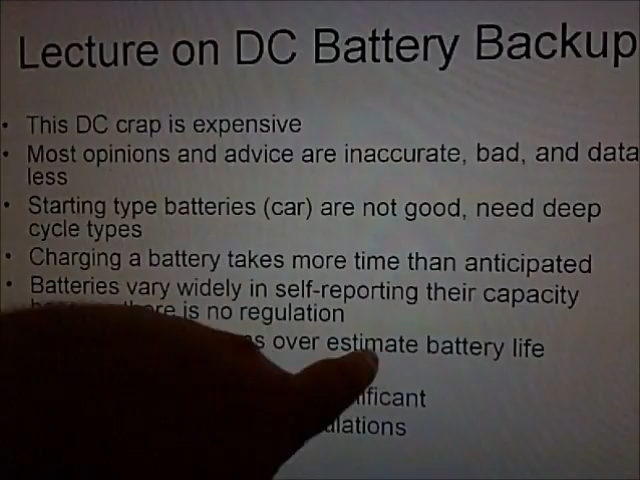 Lecture on DC Battery Backup
• This DC crap is expensive
• Most opinions and advice are inaccurate, bad, and data
less
• Starting type batteries (car) are not good, need deep
cycle types
• Charging a battery takes more time than anticipated
• Batteries vary widely in self-reporting their capacity
there is no regulation
over estimate battery life